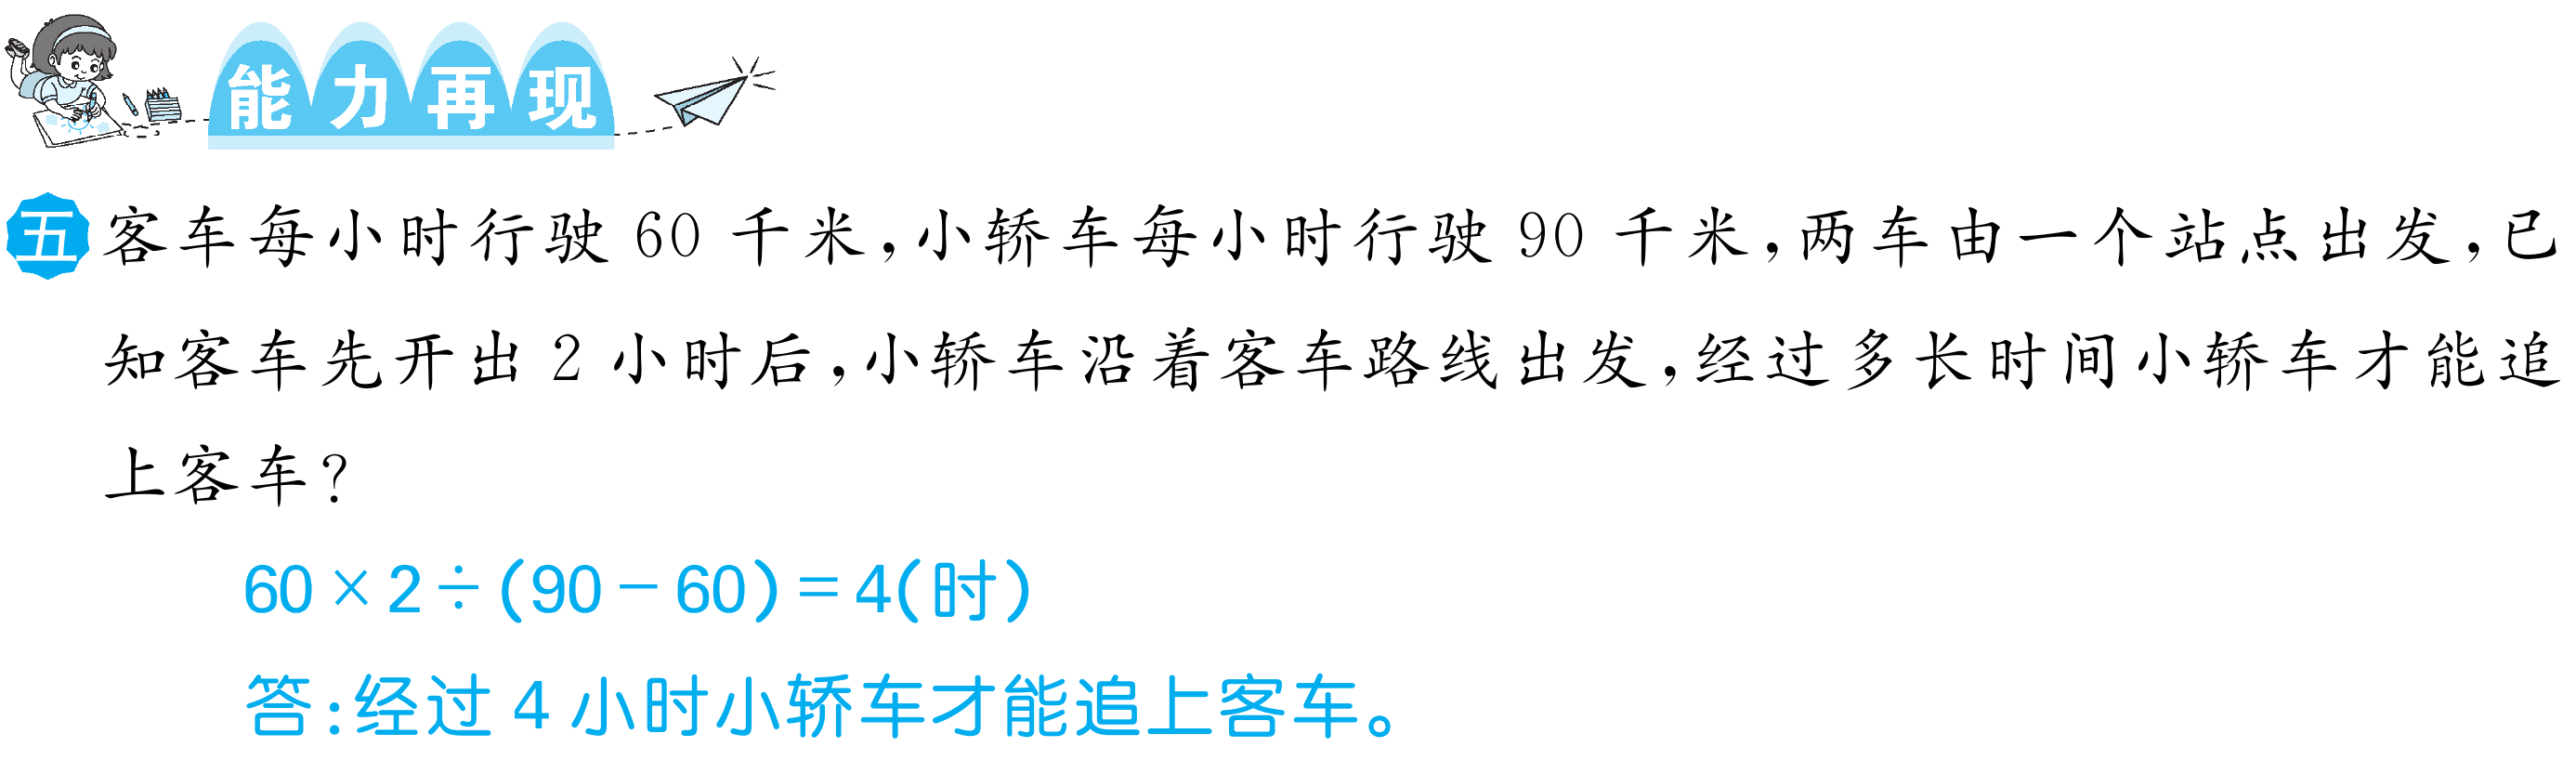 能力再现
五 客车每小时行驶 60 千米,小轿车每小时行驶 90 千米,两车由一个站点出发,已
知客车先开出 2 小时后,小轿车沿着客车路线出发,经过多长时间小轿车才能追
上客车?
60×2÷(90-60)=4(时)
答:经过 4 小时小轿车才能追上客车。